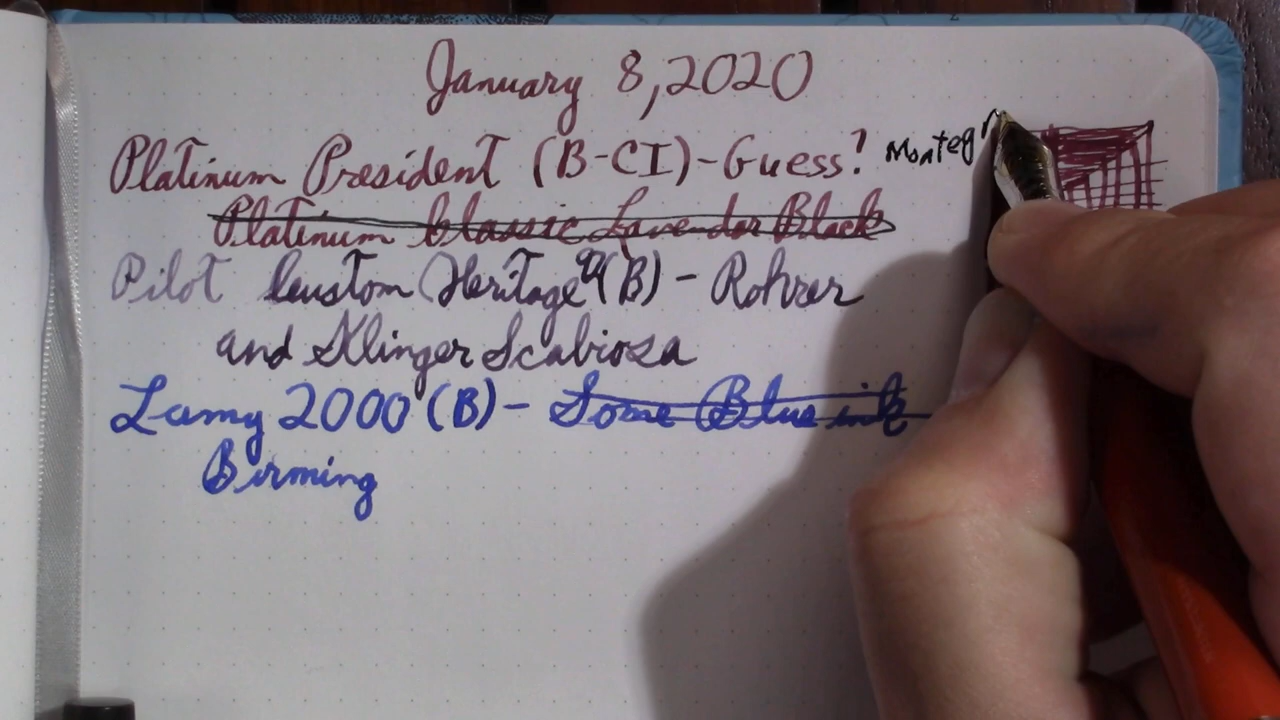 January 8, 2020
Platinum President (B-CI)-Guess? Monteg
Platinum Classic Lavender Black
Pilot Custom Heritage 91(B) - Rohrer
and Klinger Scabiosa
Lamy 2000 (B) - Some Blue ink
Birming